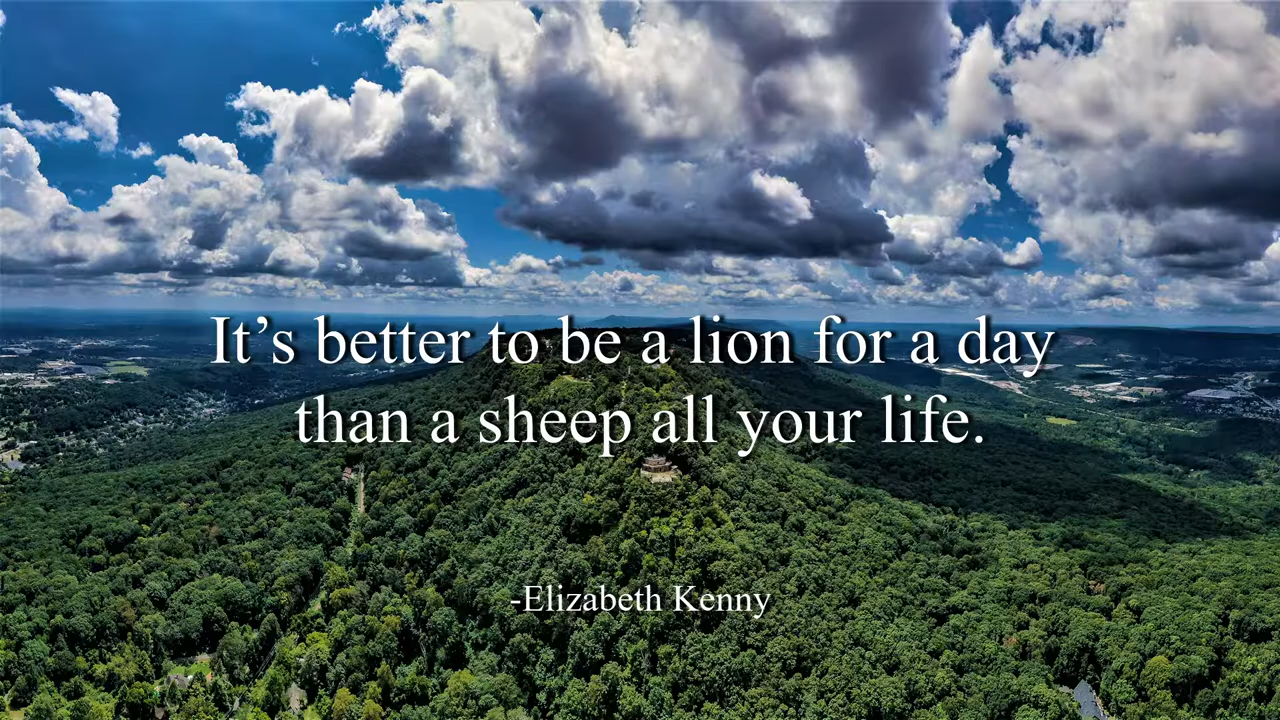 It’s better to be a lion for a day
than a sheep all your life.
-Elizabeth Kenny